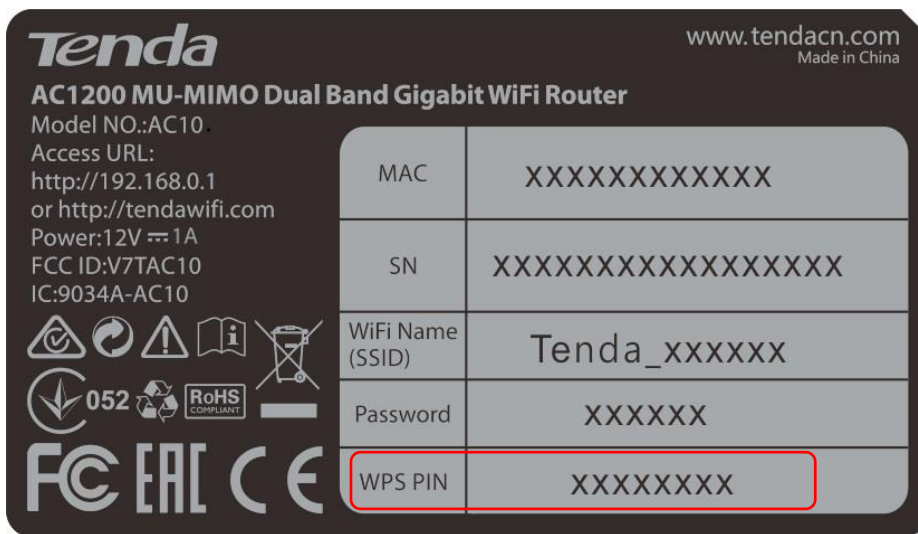 Tenda
www.tendacn.com
Made in China
AC1200 MU-MIMO Dual Band Gigabit WiFi Router
Model NO.:AC10
Access URL:
http://192.168.0.1
or http://tendawifi.com
Power:12V ⎓ 1A
FCC ID:V7TAC10
IC:9034A-AC10
052
RoHS
COMPLIANT
FC EAC CE
MAC XXXXXXXXXXXX
SN XXXXXXXXXXXXXXXXX
WiFi Name
(SSID) Tenda_xxxxxx
Password XXXXXX
WPS PIN XXXXXXXX